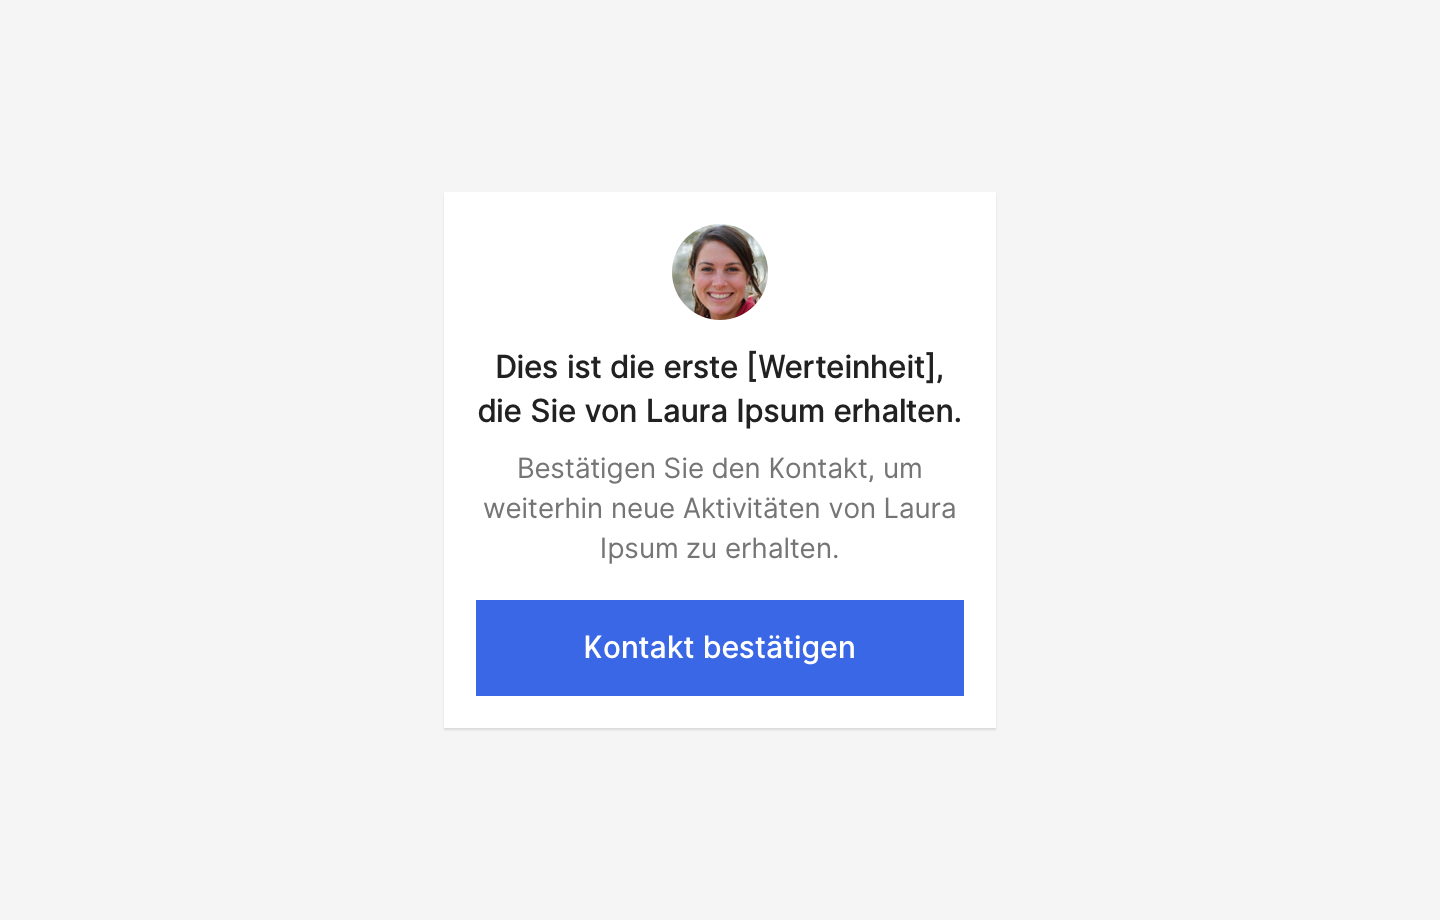 Dies ist die erste [Werteinheit],
die Sie von Laura Ipsum erhalten.
Bestätigen Sie den Kontakt, um
weiterhin neue Aktivitäten von Laura
Ipsum zu erhalten.
Kontakt bestätigen